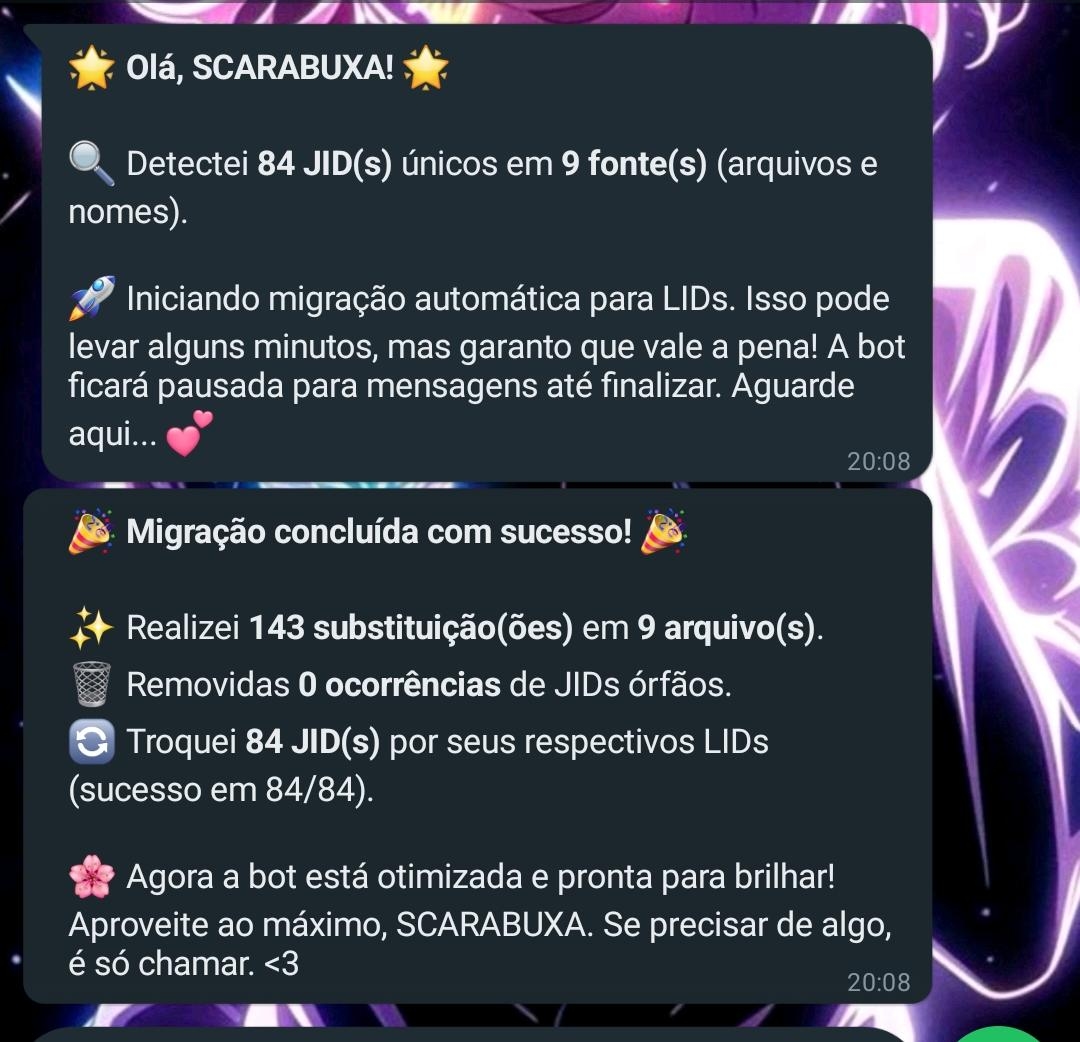 🌟 Olá, SCARABUXA! 🌟
🔍 Detectei 84 JID(s) únicos em 9 fonte(s) (arquivos e
nomes).
🚀 Iniciando migração automática para LIDs. Isso pode
levar alguns minutos, mas garanto que vale a pena! A bot
ficará pausada para mensagens até finalizar. Aguarde
aqui... 💕
20:08
🎉 Migração concluída com sucesso! 🎉
✨ Realizei 143 substituição(ões) em 9 arquivo(s).
🗑️ Removidas 0 ocorrências de JIDs órfãos.
🔄 Troquei 84 JID(s) por seus respectivos LIDs
(sucesso em 84/84).
🌸 Agora a bot está otimizada e pronta para brilhar!
Aproveite ao máximo, SCARABUXA. Se precisar de algo,
é só chamar. <3
20:08